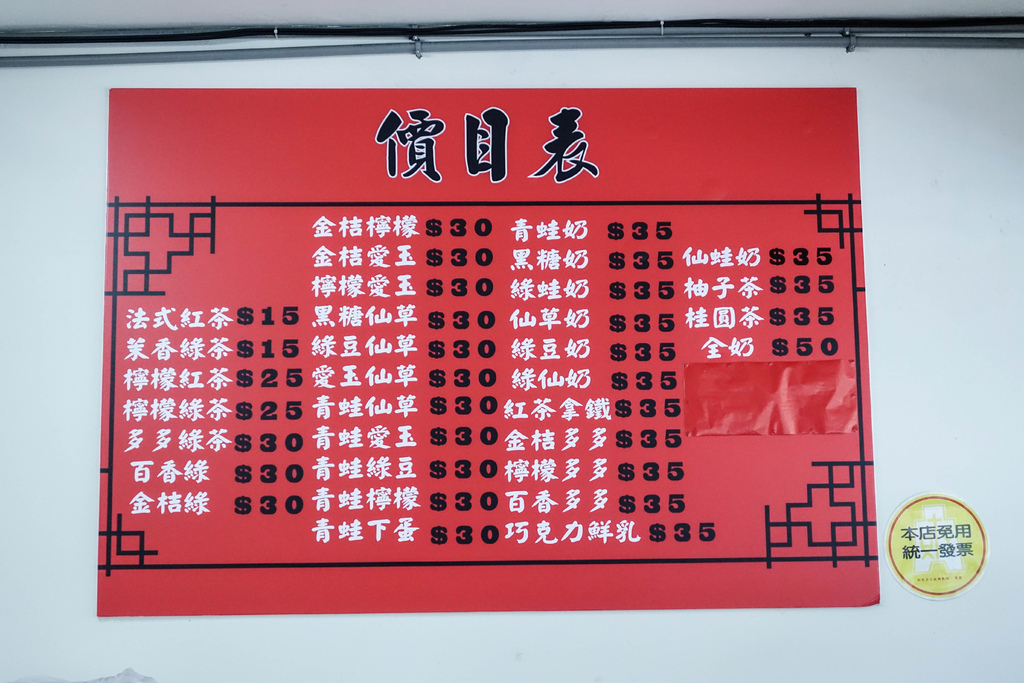 價目表
法式紅茶$15
茉香綠茶$15
檸檬紅茶$25
檸檬綠茶$25
多多綠茶$30
百香綠 $30
金桔綠 $30
金桔檸檬$30
金桔愛玉$30
檸檬愛玉$30
黑糖仙草$30
綠豆仙草$30
愛玉仙草$30
青蛙仙草$30
青蛙愛玉$30
青蛙綠豆$30
青蛙檸檬$30
青蛙下蛋$30
青蛙奶 $35
黑糖奶 $35
綠蛙奶 $35
仙草奶 $35
綠豆奶 $35
綠仙奶 $35
紅茶拿鐵$35
金桔多多$35
檸檬多多$35
百香多多$35
巧克力鮮乳$35
仙蛙奶$35
柚子茶$35
桂圓茶$35
全奶 $50
本店免用
統一發票